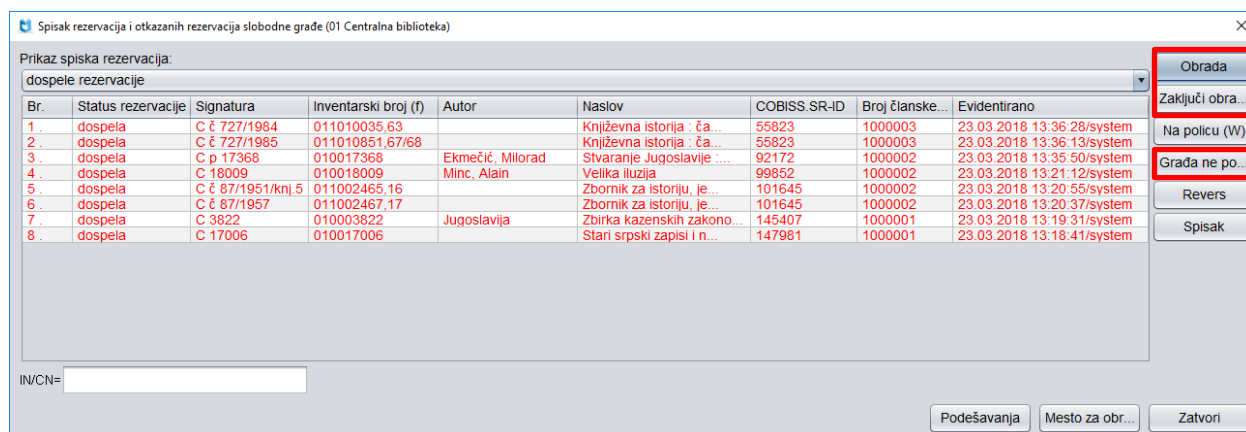 Spisak rezervacija i otkazanih rezervacija slobodne građe (01 Centralna biblioteka)
Prikaz spiska rezervacija:
dospele rezervacije
Br. Status rezervacije Signatura Inventarski broj (f) Autor Naslov COBISS.SR-ID Broj članske... Evidentirano
1 . dospela C č 727/1984 011010035,63 Književna istorija : ča... 55823 1000003 23.03.2018 13:36:28/system
2 . dospela C č 727/1985 011010851,67/68 Književna istorija : ča... 55823 1000003 23.03.2018 13:36:13/system
3 . dospela C p 17368 010017368 Ekmečić, Milorad Stvaranje Jugoslavije :... 92172 1000002 23.03.2018 13:35:50/system
4 . dospela C 18009 010018009 Minc, Alain Velika iluzija 99852 1000002 23.03.2018 13:21:12/system
5 . dospela C č 87/1951/knj.5 011002465,16 Zbornik za istoriju, je... 101645 1000002 23.03.2018 13:20:55/system
6 . dospela C č 87/1957 011002467,17 Zbornik za istoriju, je... 101645 1000002 23.03.2018 13:20:37/system
7 . dospela C 3822 010003822 Jugoslavija Zbirka kazenskih zakono... 145407 1000001 23.03.2018 13:19:31/system
8 . dospela C 17006 010017006 Stari srpski zapisi i n... 147981 1000001 23.03.2018 13:18:41/system
Obrada
Zaključi obra...
Na policu (W)
Građa ne po...
Revers
Spisak
IN/CN=
Podešavanja Mesto za obr... Zatvori